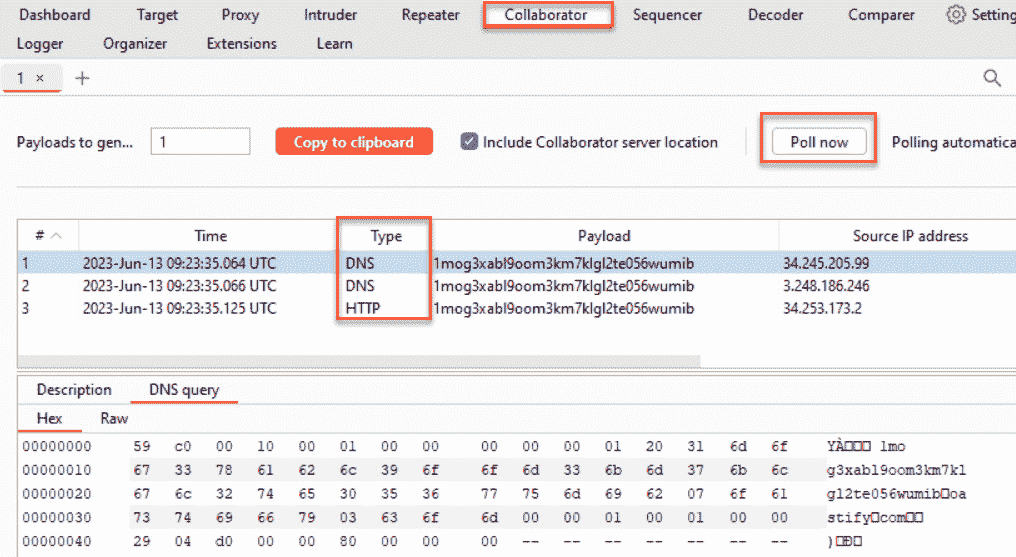 Dashboard Target Proxy Intruder Repeater Collaborator Sequencer Decoder Comparer Setting
Logger Organizer Extensions Learn
1 × +
Payloads to gen... 1 Copy to clipboard Include Collaborator server location Poll now Polling automatica
# Time Type Payload Source IP address
1 2023-Jun-13 09:23:35.064 UTC DNS 1mog3xabl9oom3km7klgl2te056wumib 34.245.205.99
2 2023-Jun-13 09:23:35.066 UTC DNS 1mog3xabl9oom3km7klgl2te056wumib 3.248.186.246
3 2023-Jun-13 09:23:35.125 UTC HTTP 1mog3xabl9oom3km7klgl2te056wumib 34.253.173.2
Description DNS query
Hex Raw
00000000 59 c0 00 10 00 01 00 00 00 00 00 01 20 31 6d 6f YÀ□□□□ 1mo
00000010 67 33 78 61 62 6c 39 6f 6f 6d 33 6b 6d 37 6b 6c g3xabl9oom3km7kl
00000020 67 6c 32 74 65 30 35 36 77 75 6d 69 62 07 6f 61 gl2te056wumib□oa
00000030 73 74 69 66 79 03 63 6f 6d 00 00 01 00 01 00 00 stify□com□□
00000040 29 04 d0 00 00 80 00 00 00 -- -- -- -- -- -- -- )□Ð□